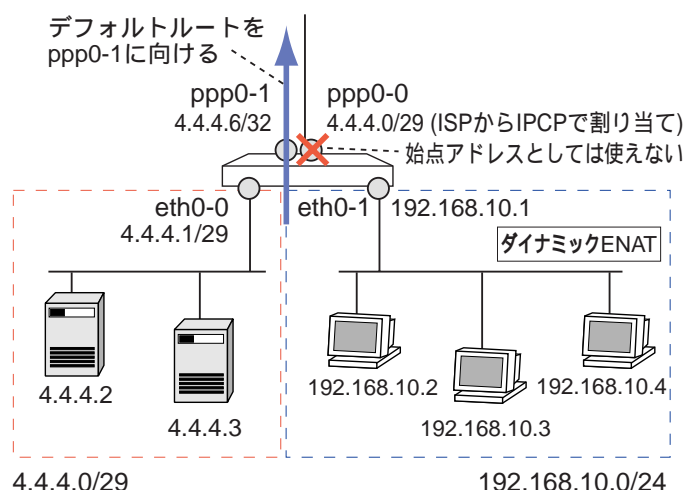 デフォルトルートを
ppp0-1に向ける
ppp0-1
4.4.4.6/32
ppp0-0
4.4.4.0/29 (ISPからIPCPで割り当て)
始点アドレスとしては使えない
eth0-0
4.4.4.1/29
eth0-1
192.168.10.1
ダイナミックENAT
4.4.4.2
4.4.4.3
192.168.10.2
192.168.10.3
192.168.10.4
4.4.4.0/29
192.168.10.0/24